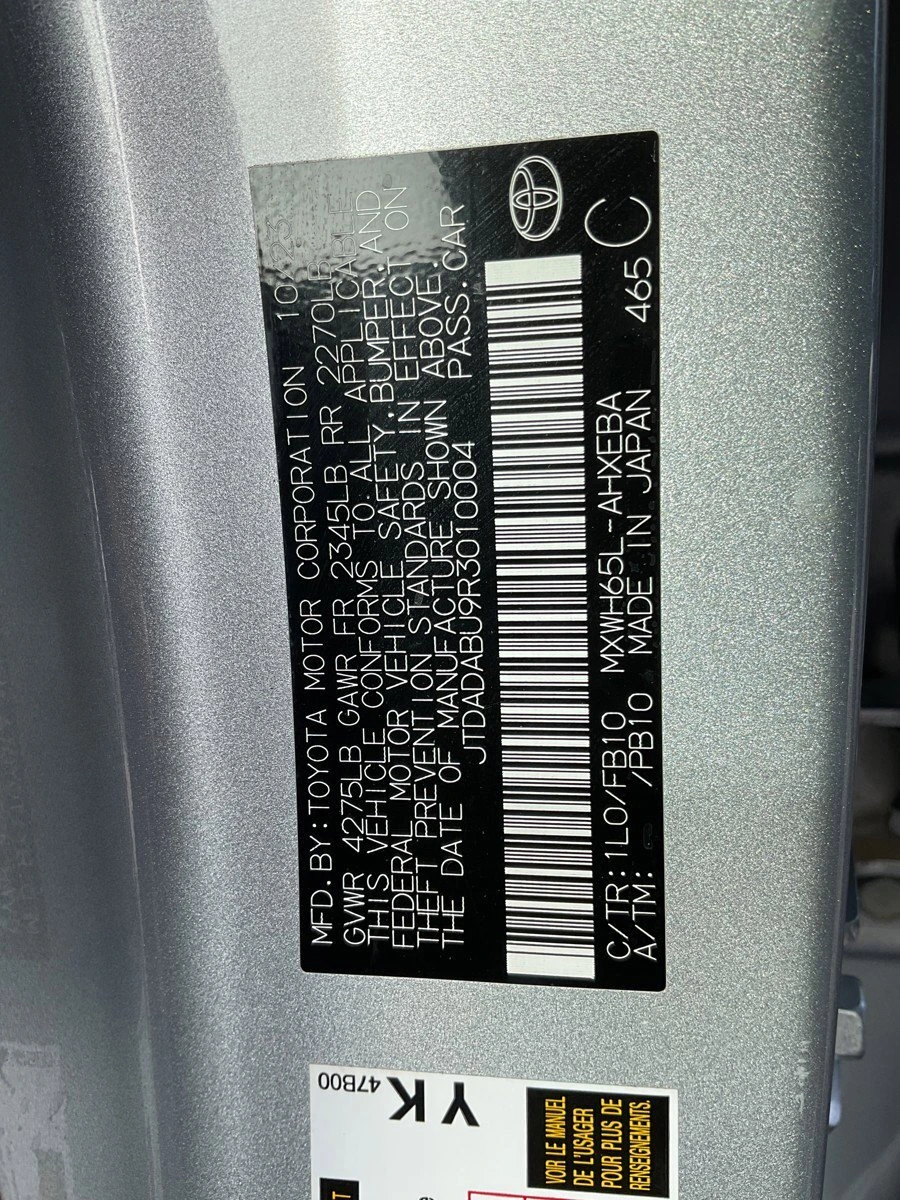 MFD.BY:TOYOTA MOTOR CORPORATION 10/23
GVWR 4275LB GAWR FR 2345LB RR 2270LB
THIS VEHICLE CONFORMS TO ALL APPLICABLE
FEDERAL MOTOR VEHICLE SAFETY,BUMPER,AND
THEFT PREVENTION STANDARDS IN EFFECT ON
THE DATE OF MANUFACTURE SHOWN ABOVE.
JTDADABU9R3010004 PASS.CAR
C/TR:1L0/FB10 MXWH65L-AHXEBA 465 C
A/TM: /PB10 MADE IN JAPAN
47B00
YK
VOIR LE MANUEL
DE L'USAGER
POUR PLUS DE
RENSEIGNEMENTS.